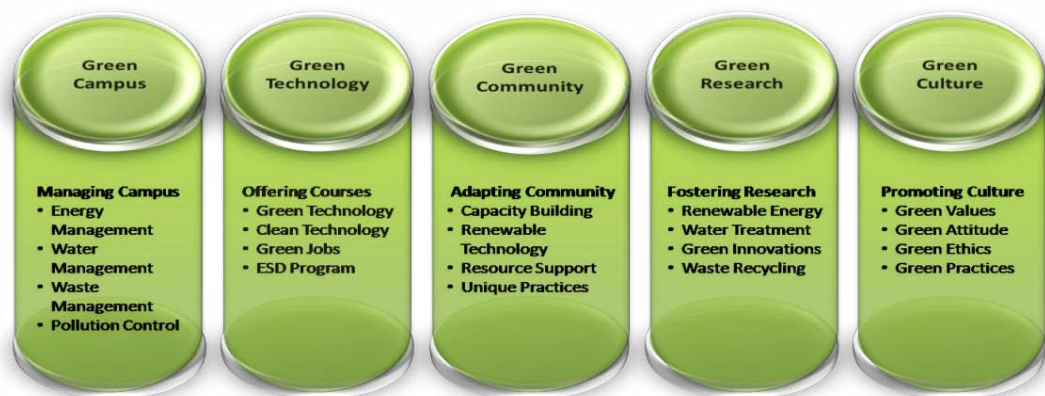 Green
Campus
Managing Campus
• Energy
Management
• Water
Management
• Waste
Management
• Pollution Control
Green
Technology
Offering Courses
• Green Technology
• Clean Technology
• Green Jobs
• ESD Program
Green
Community
Adapting Community
• Capacity Building
• Renewable
Technology
• Resource Support
• Unique Practices
Green
Research
Fostering Research
• Renewable Energy
• Water Treatment
• Green Innovations
• Waste Recycling
Green
Culture
Promoting Culture
• Green Values
• Green Attitude
• Green Ethics
• Green Practices